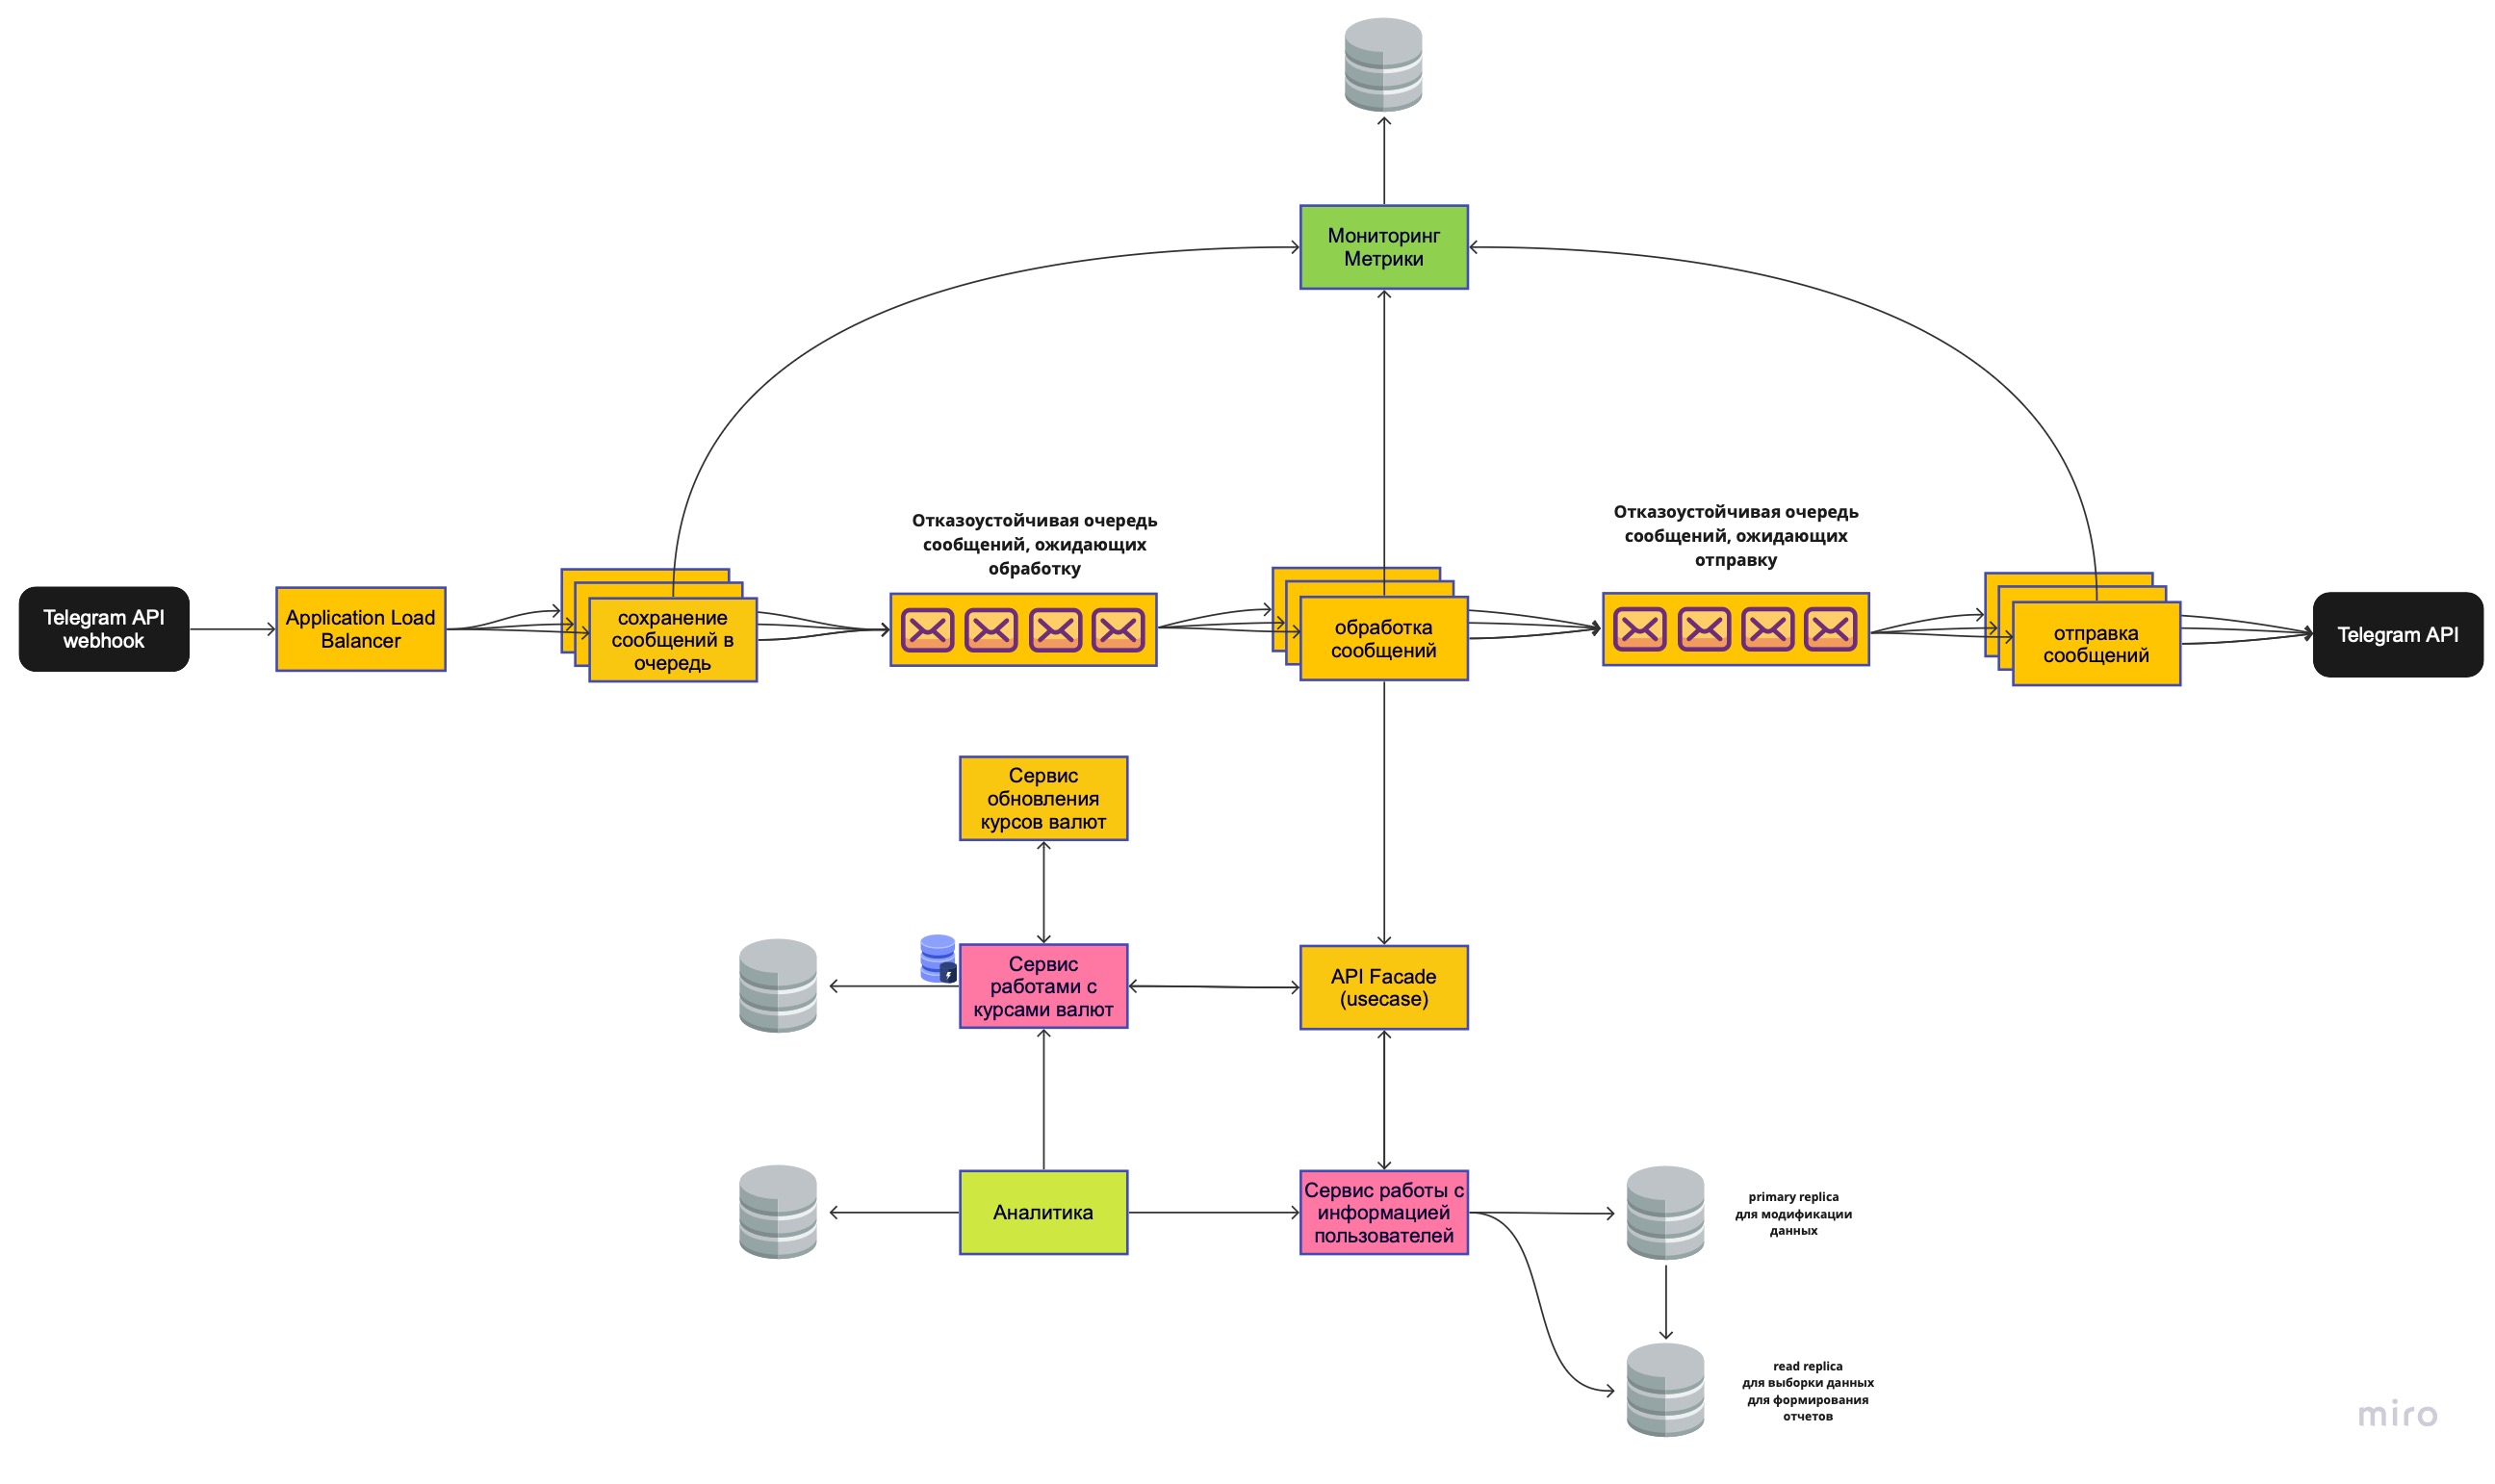 Мониторинг
Метрики
Отказоустойчивая очередь
сообщений, ожидающих
обработку
Отказоустойчивая очередь
сообщений, ожидающих
отправку
Telegram API
webhook
Application Load
Balancer
сохранение
сообщений в
очередь
обработка
сообщений
отправка
сообщений
Telegram API
Сервис
обновления
курсов валют
Сервис
работами с
курсами валют
API Facade
(usecase)
Аналитика
Сервис работы с
информацией
пользователей
primary replica
для модификации
данных
read replica
для выборки данных
для формирования
отчетов
miro